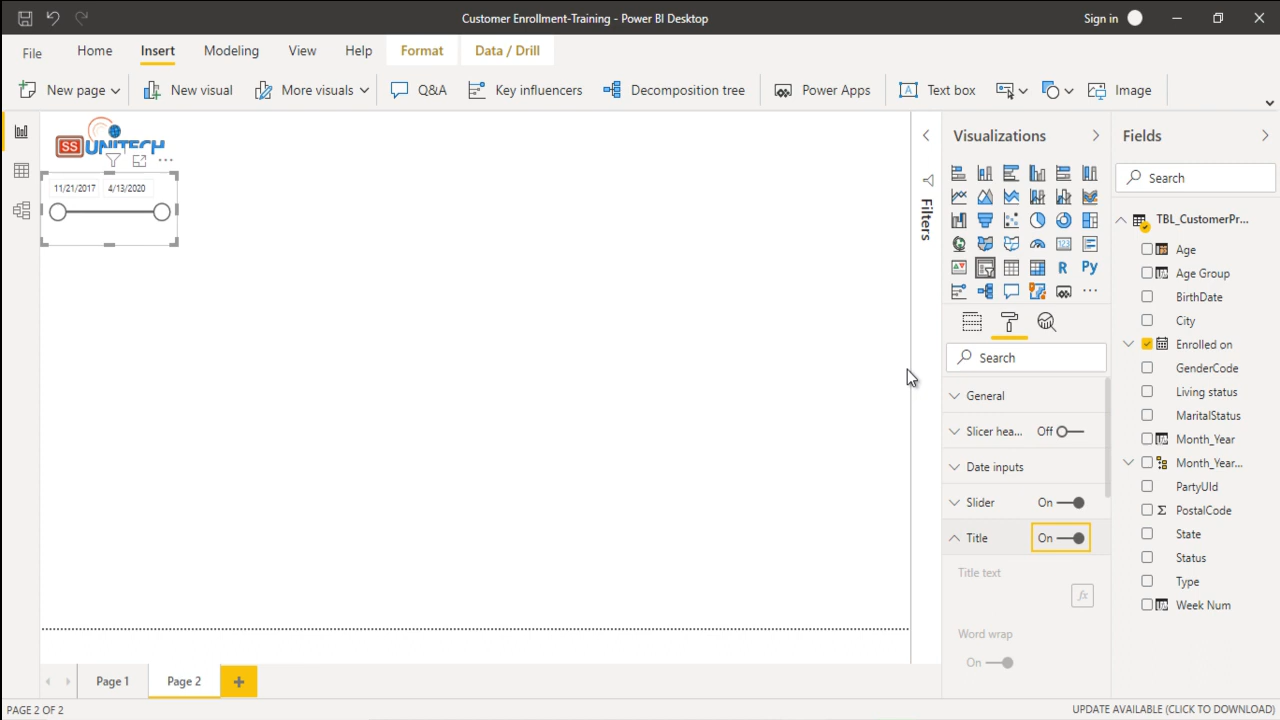 Customer Enrollment-Training - Power BI Desktop
Sign in
File
Home
Insert
Modeling
View
Help
Format
Data / Drill
New page
New visual
More visuals
Q&A
Key influencers
Decomposition tree
Power Apps
Text box
Image
SS UNITECH
11/21/2017
4/13/2020
Filters
Visualizations
R
Py
Search
General
Slicer hea...
Off
Date inputs
Slider
On
Title
On
Title text
fx
Word wrap
On
Fields
Search
TBL_CustomerPr...
Age
Age Group
BirthDate
City
Enrolled on
GenderCode
Living status
MaritalStatus
Month_Year
Month_Year...
PartyUId
PostalCode
State
Status
Type
Week Num
Page 1
Page 2
PAGE 2 OF 2
UPDATE AVAILABLE (CLICK TO DOWNLOAD)